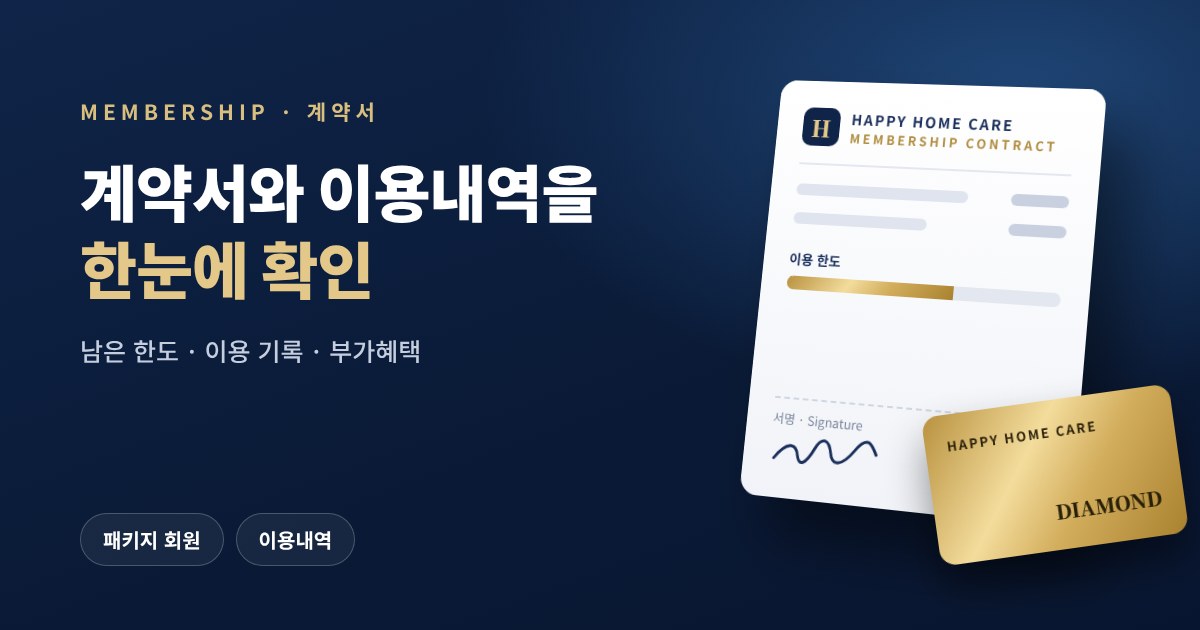 MEMBERSHIP · 계약서
계약서와 이용내역을
한눈에 확인
남은 한도 · 이용 기록 · 부가혜택
패키지 회원
이용내역
H
HAPPY HOME CARE
MEMBERSHIP CONTRACT
이용 한도
서명 · Signature
HAPPY HOME CARE
DIAMOND